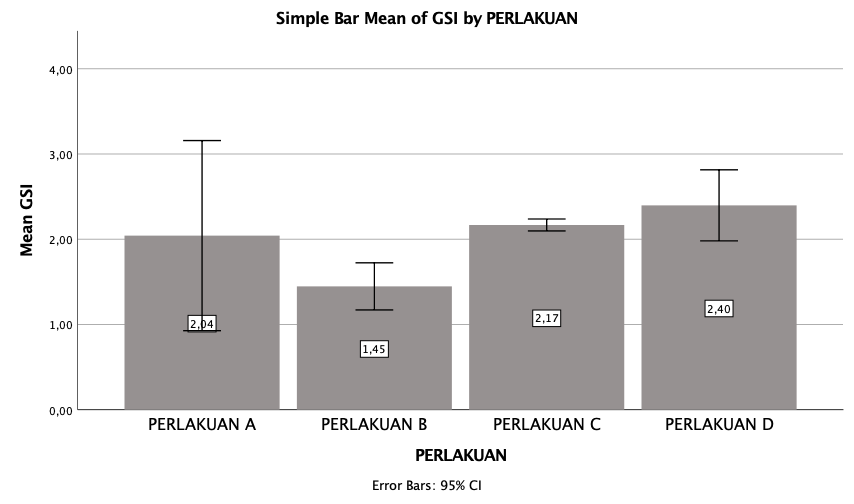 Simple Bar Mean of GSI by PERLAKUAN
4,00
3,00
2,00
1,00
0,00
Mean GSI
2,04
1,45
2,17
2,40
PERLAKUAN A
PERLAKUAN B
PERLAKUAN C
PERLAKUAN D
PERLAKUAN
Error Bars: 95% CI